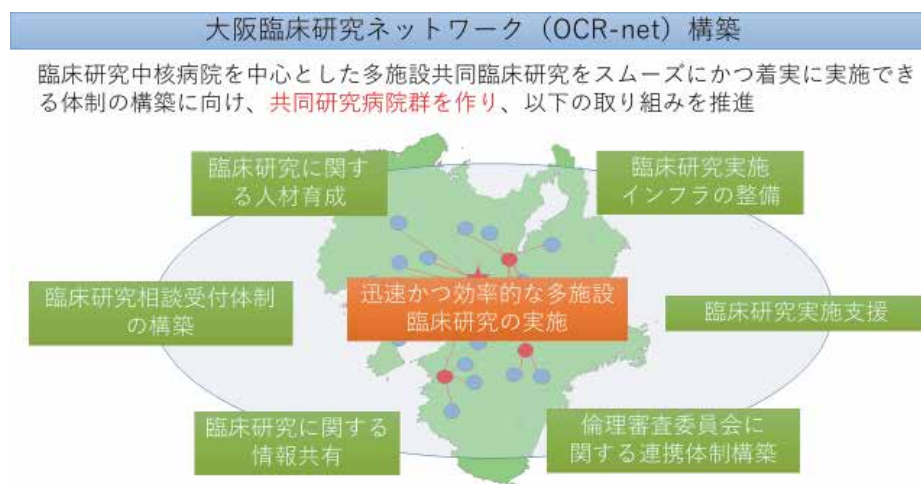 大阪臨床研究ネットワーク（OCR-net）構築
臨床研究中核病院を中心とした多施設共同臨床研究をスムーズにかつ着実に実施でき
る体制の構築に向け、共同研究病院群を作り、以下の取り組みを推進
臨床研究に関す
る人材育成
臨床研究実施
インフラの整備
臨床研究相談受付体制
の構築
迅速かつ効率的な多施設
臨床研究の実施
臨床研究実施支援
臨床研究に関する
情報共有
倫理審査委員会に
関する連携体制構築